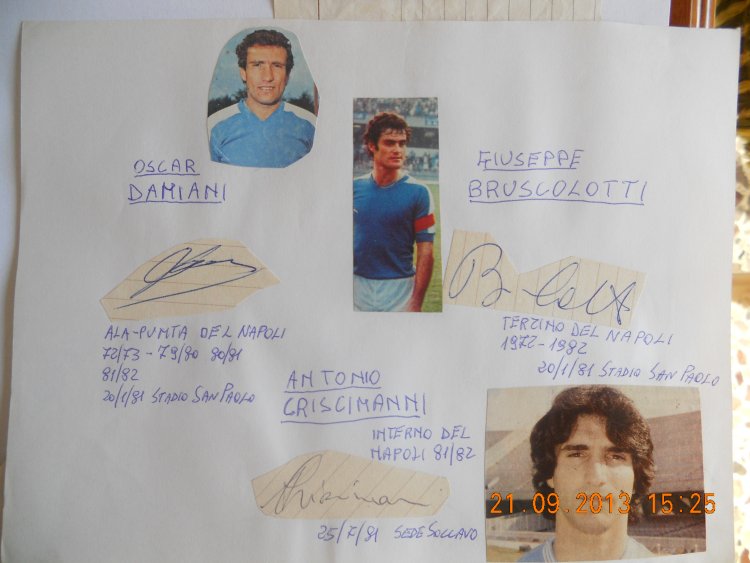 OSCAR
DAMIANI
GIUSEPPE
BRUSCOLOTTI
ALA-PUNTA DEL NAPOLI
72/73 - 79/80 80/81
81/82
20/1/81 STADIO SAN PAOLO
TERZINO DEL NAPOLI
1972-1982
20/1/81 STADIO SAN PAOLO
ANTONIO
CRISCIMANNI
INTERNO DEL
NAPOLI 81/82
25/7/81 SEDE SOCCAVO
21.09.2013 15:25